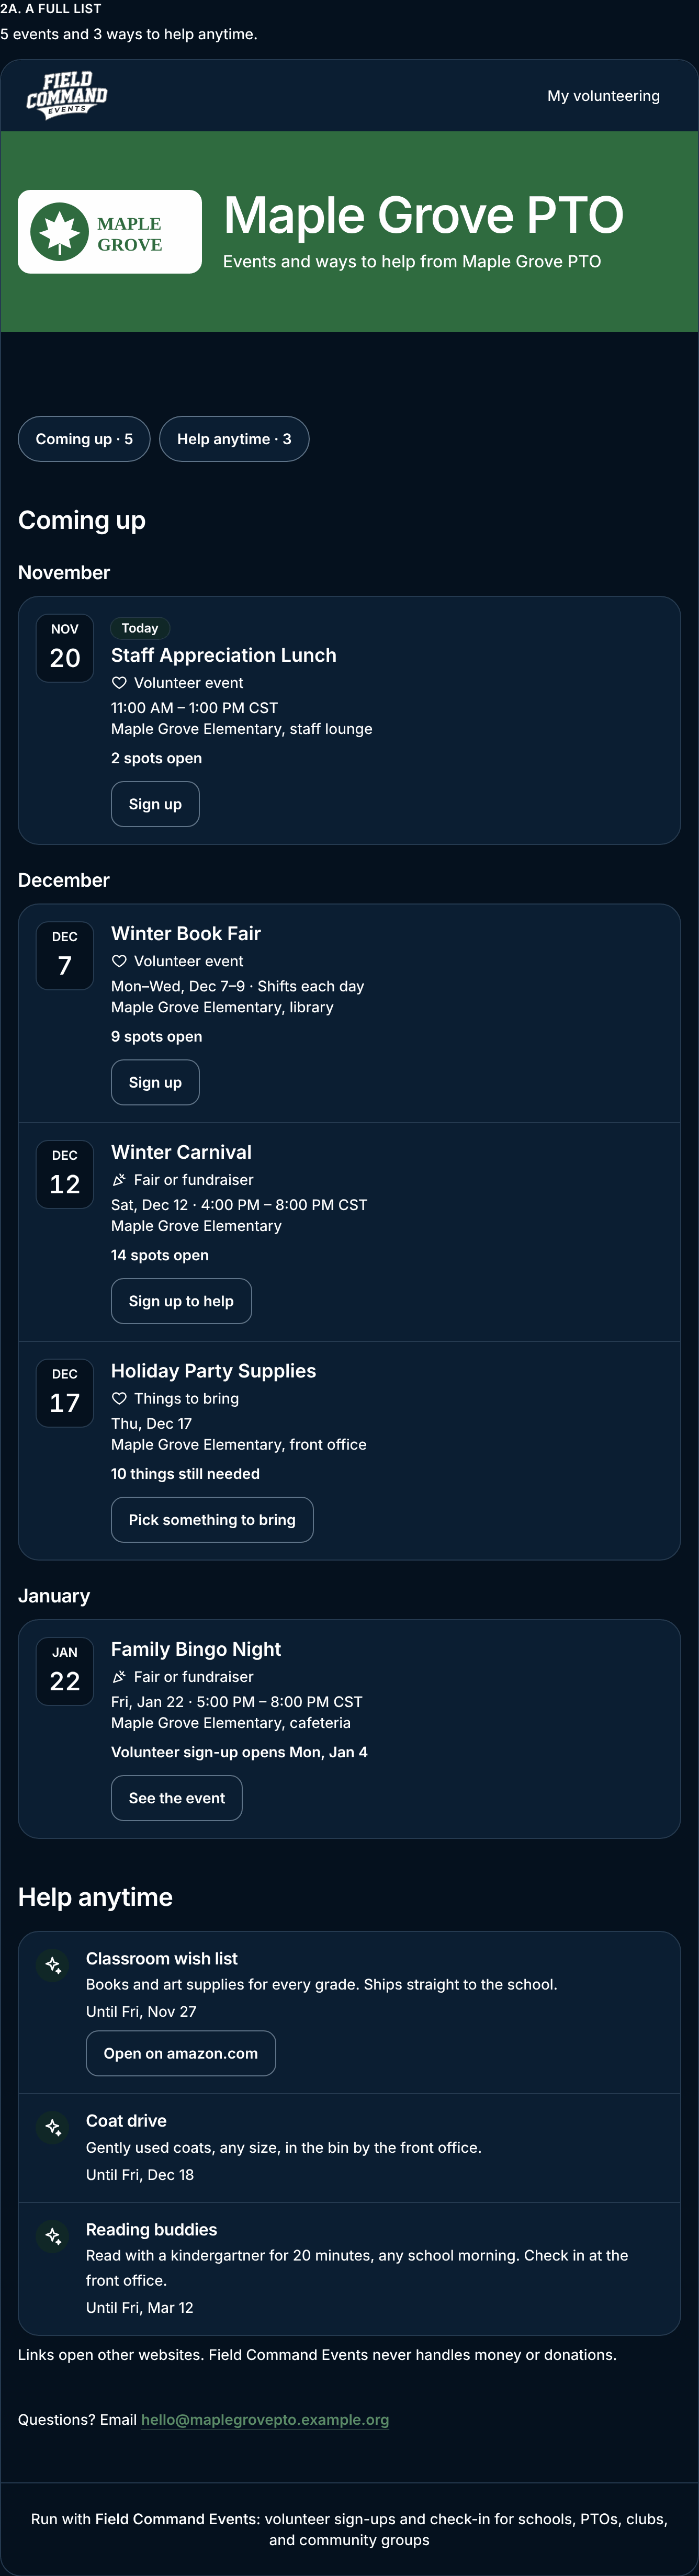 2A. A FULL LIST
5 events and 3 ways to help anytime.
FIELD
COMMAND
EVENTS
My volunteering
MAPLE
GROVE
Maple Grove PTO
Events and ways to help from Maple Grove PTO
Coming up · 5
Help anytime · 3
Coming up
November
NOV
20
Today
Staff Appreciation Lunch
Volunteer event
11:00 AM – 1:00 PM CST
Maple Grove Elementary, staff lounge
2 spots open
Sign up
December
DEC
7
Winter Book Fair
Volunteer event
Mon–Wed, Dec 7–9 · Shifts each day
Maple Grove Elementary, library
9 spots open
Sign up
DEC
12
Winter Carnival
Fair or fundraiser
Sat, Dec 12 · 4:00 PM – 8:00 PM CST
Maple Grove Elementary
14 spots open
Sign up to help
DEC
17
Holiday Party Supplies
Things to bring
Thu, Dec 17
Maple Grove Elementary, front office
10 things still needed
Pick something to bring
January
JAN
22
Family Bingo Night
Fair or fundraiser
Fri, Jan 22 · 5:00 PM – 8:00 PM CST
Maple Grove Elementary, cafeteria
Volunteer sign-up opens Mon, Jan 4
See the event
Help anytime
Classroom wish list
Books and art supplies for every grade. Ships straight to the school.
Until Fri, Nov 27
Open on amazon.com
Coat drive
Gently used coats, any size, in the bin by the front office.
Until Fri, Dec 18
Reading buddies
Read with a kindergartner for 20 minutes, any school morning. Check in at the
front office.
Until Fri, Mar 12
Links open other websites. Field Command Events never handles money or donations.
Questions? Email hello@maplegrovepto.example.org
Run with Field Command Events: volunteer sign-ups and check-in for schools, PTOs, clubs,
and community groups